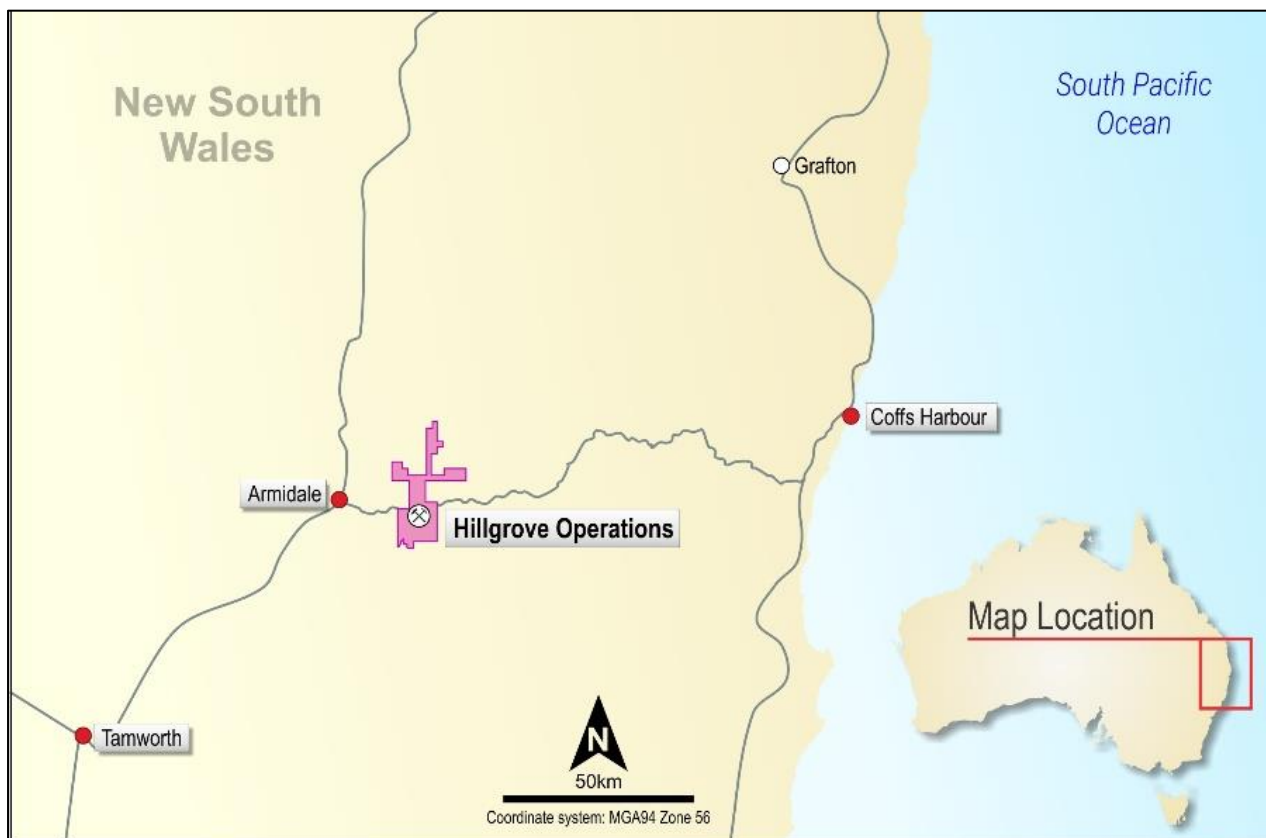 New South
Wales
South Pacific
Ocean
Grafton
Coffs Harbour
Armidale
Hillgrove Operations
Map Location
Tamworth
N
50km
Coordinate system: MGA94 Zone 56